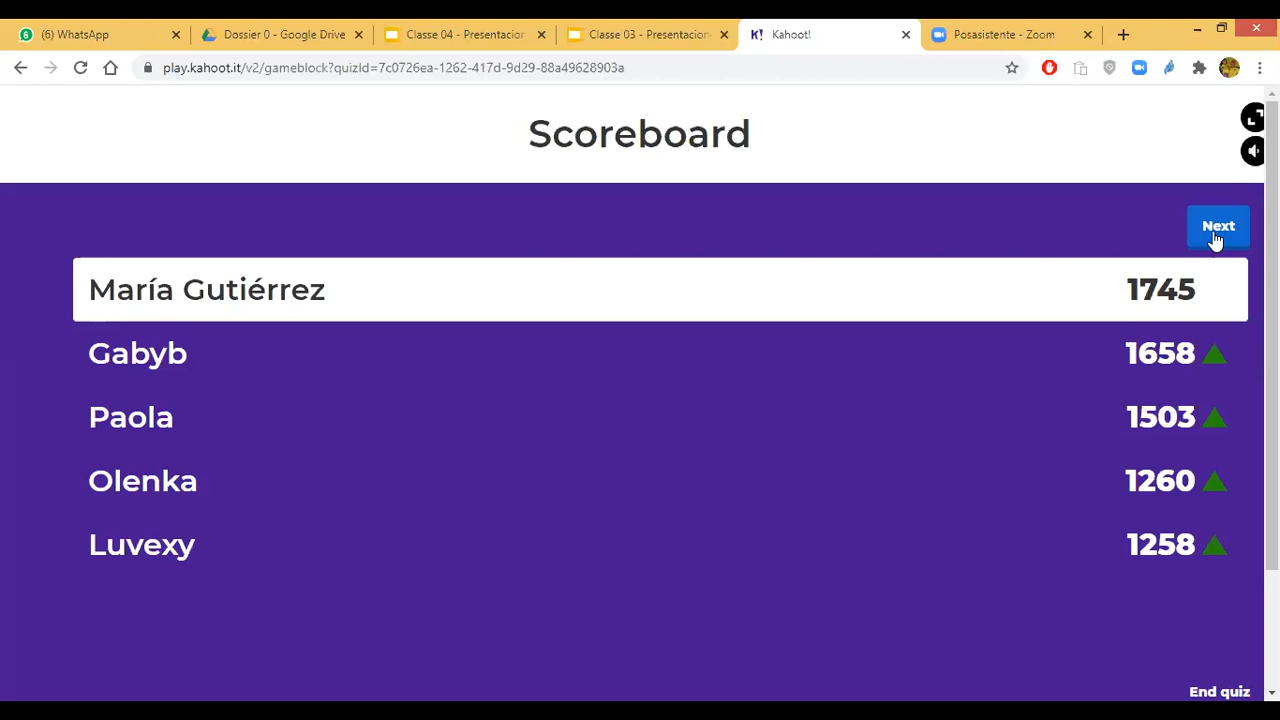 6 (6) WhatsApp Dossier 0 - Google Drive Classe 04 - Presentacion Classe 03 - Presentacion K! Kahoot! Posasistente - Zoom
play.kahoot.it/v2/gameblock?quizId=7c0726ea-1262-417d-9d29-88a49628903a
Scoreboard
Next
María Gutiérrez 1745
Gabyb 1658
Paola 1503
Olenka 1260
Luvexy 1258
End quiz